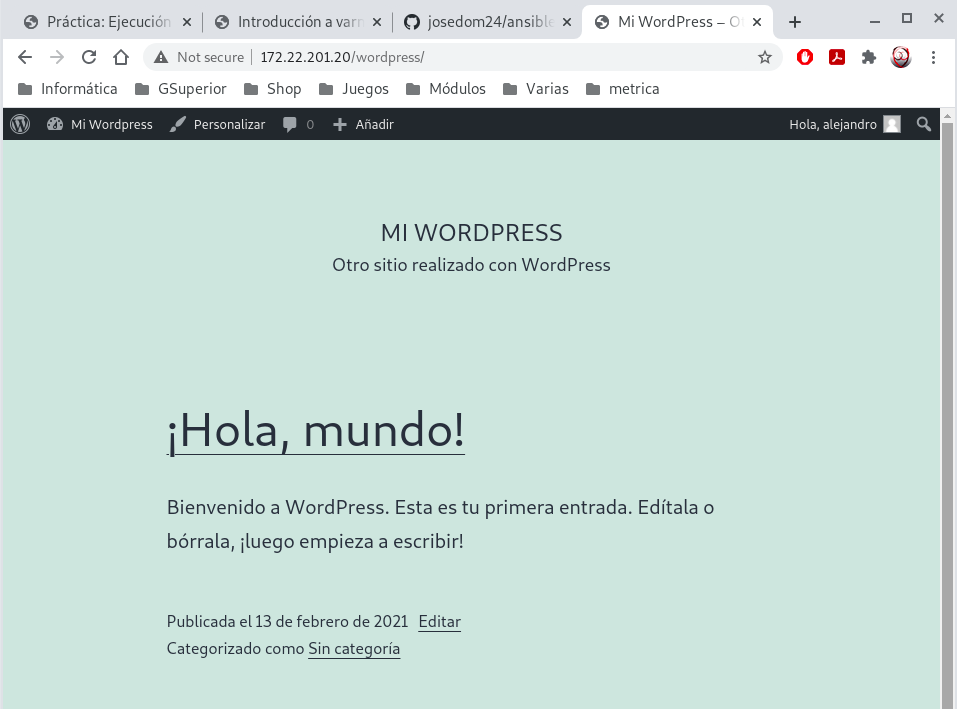 Práctica: Ejecución
Introducción a varn
josedom24/ansible
Mi WordPress – O
Not secure
172.22.201.20/wordpress/
Informática
GSuperior
Shop
Juegos
Módulos
Varias
metrica
Mi Wordpress
Personalizar
0
Añadir
Hola, alejandro
MI WORDPRESS
Otro sitio realizado con WordPress
¡Hola, mundo!
Bienvenido a WordPress. Esta es tu primera entrada. Edítala o
bórrala, ¡luego empieza a escribir!
Publicada el 13 de febrero de 2021 Editar
Categorizado como Sin categoría